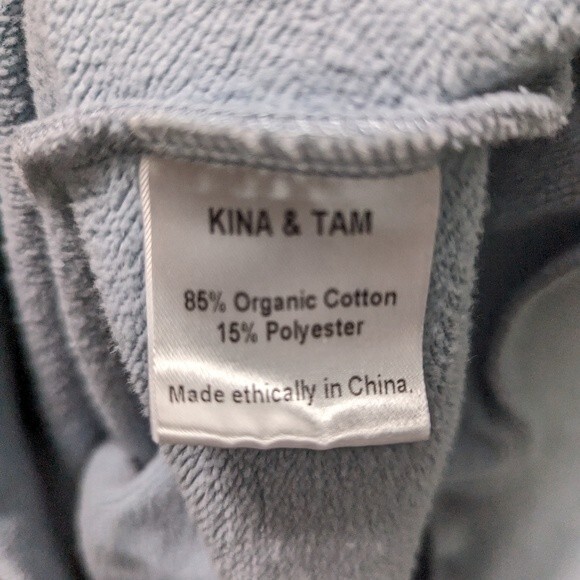 KINA & TAM
85% Organic Cotton
15% Polyester
Made ethically in China.